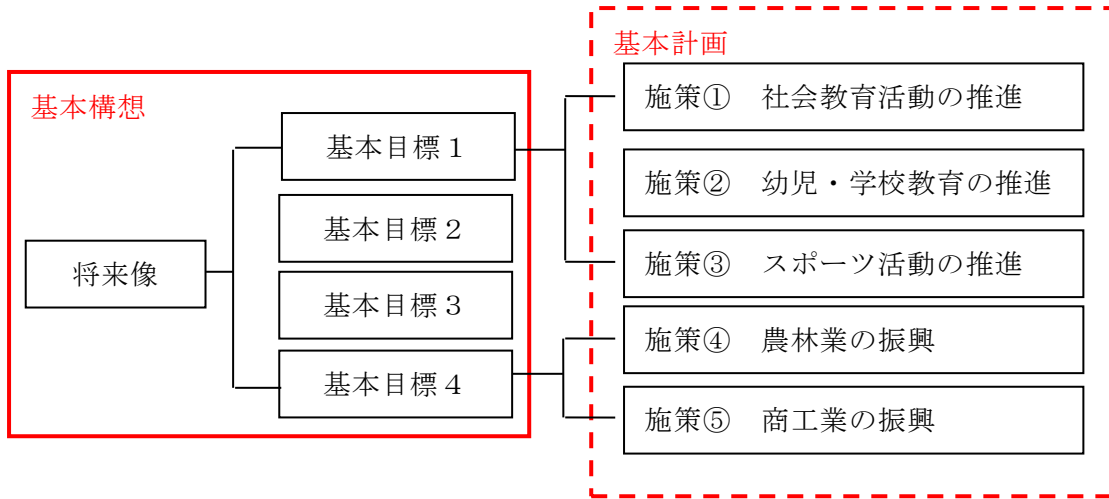 基本計画
基本構想
将来像
基本目標１
基本目標２
基本目標３
基本目標４
施策①　社会教育活動の推進
施策②　幼児・学校教育の推進
施策③　スポーツ活動の推進
施策④　農林業の振興
施策⑤　商工業の振興